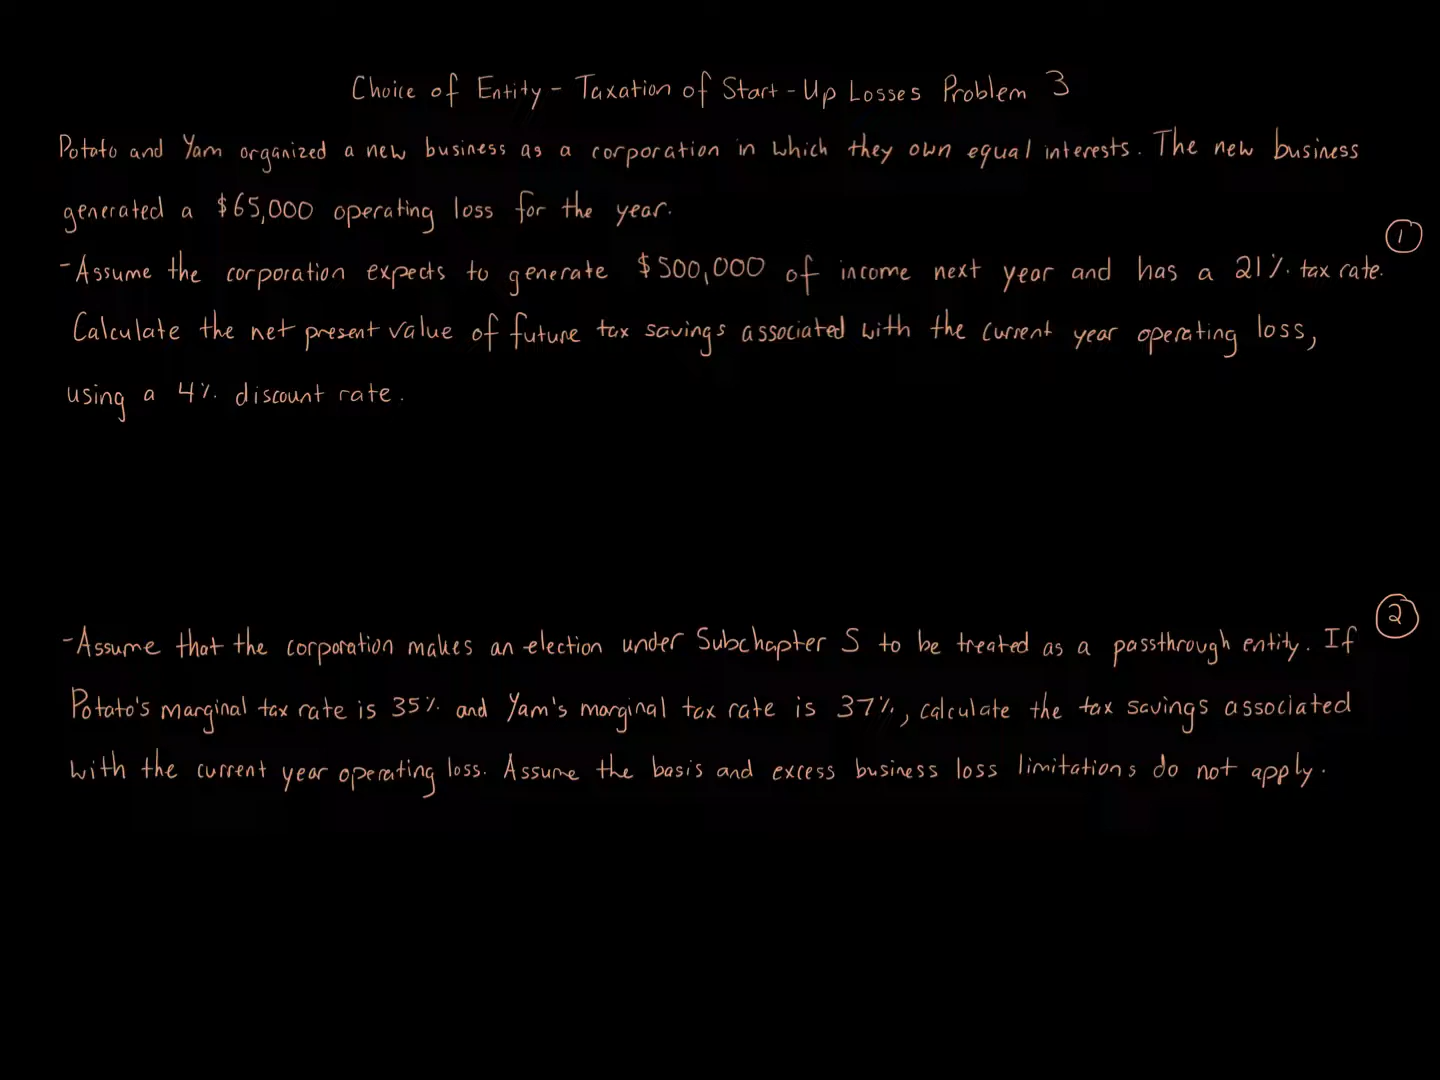 Choice of Entity - Taxation of Start-Up Losses Problem 3
Potato and Yam organized a new business as a corporation in which they own equal interests. The new business
generated a $65,000 operating loss for the year.
1
-Assume the corporation expects to generate $500,000 of income next year and has a 21% tax rate.
Calculate the net present value of future tax savings associated with the current year operating loss,
using a 4% discount rate.
2
-Assume that the corporation makes an election under Subchapter S to be treated as a passthrough entity. If
Potato's marginal tax rate is 35% and Yam's marginal tax rate is 37%, calculate the tax savings associated
with the current year operating loss. Assume the basis and excess business loss limitations do not apply.